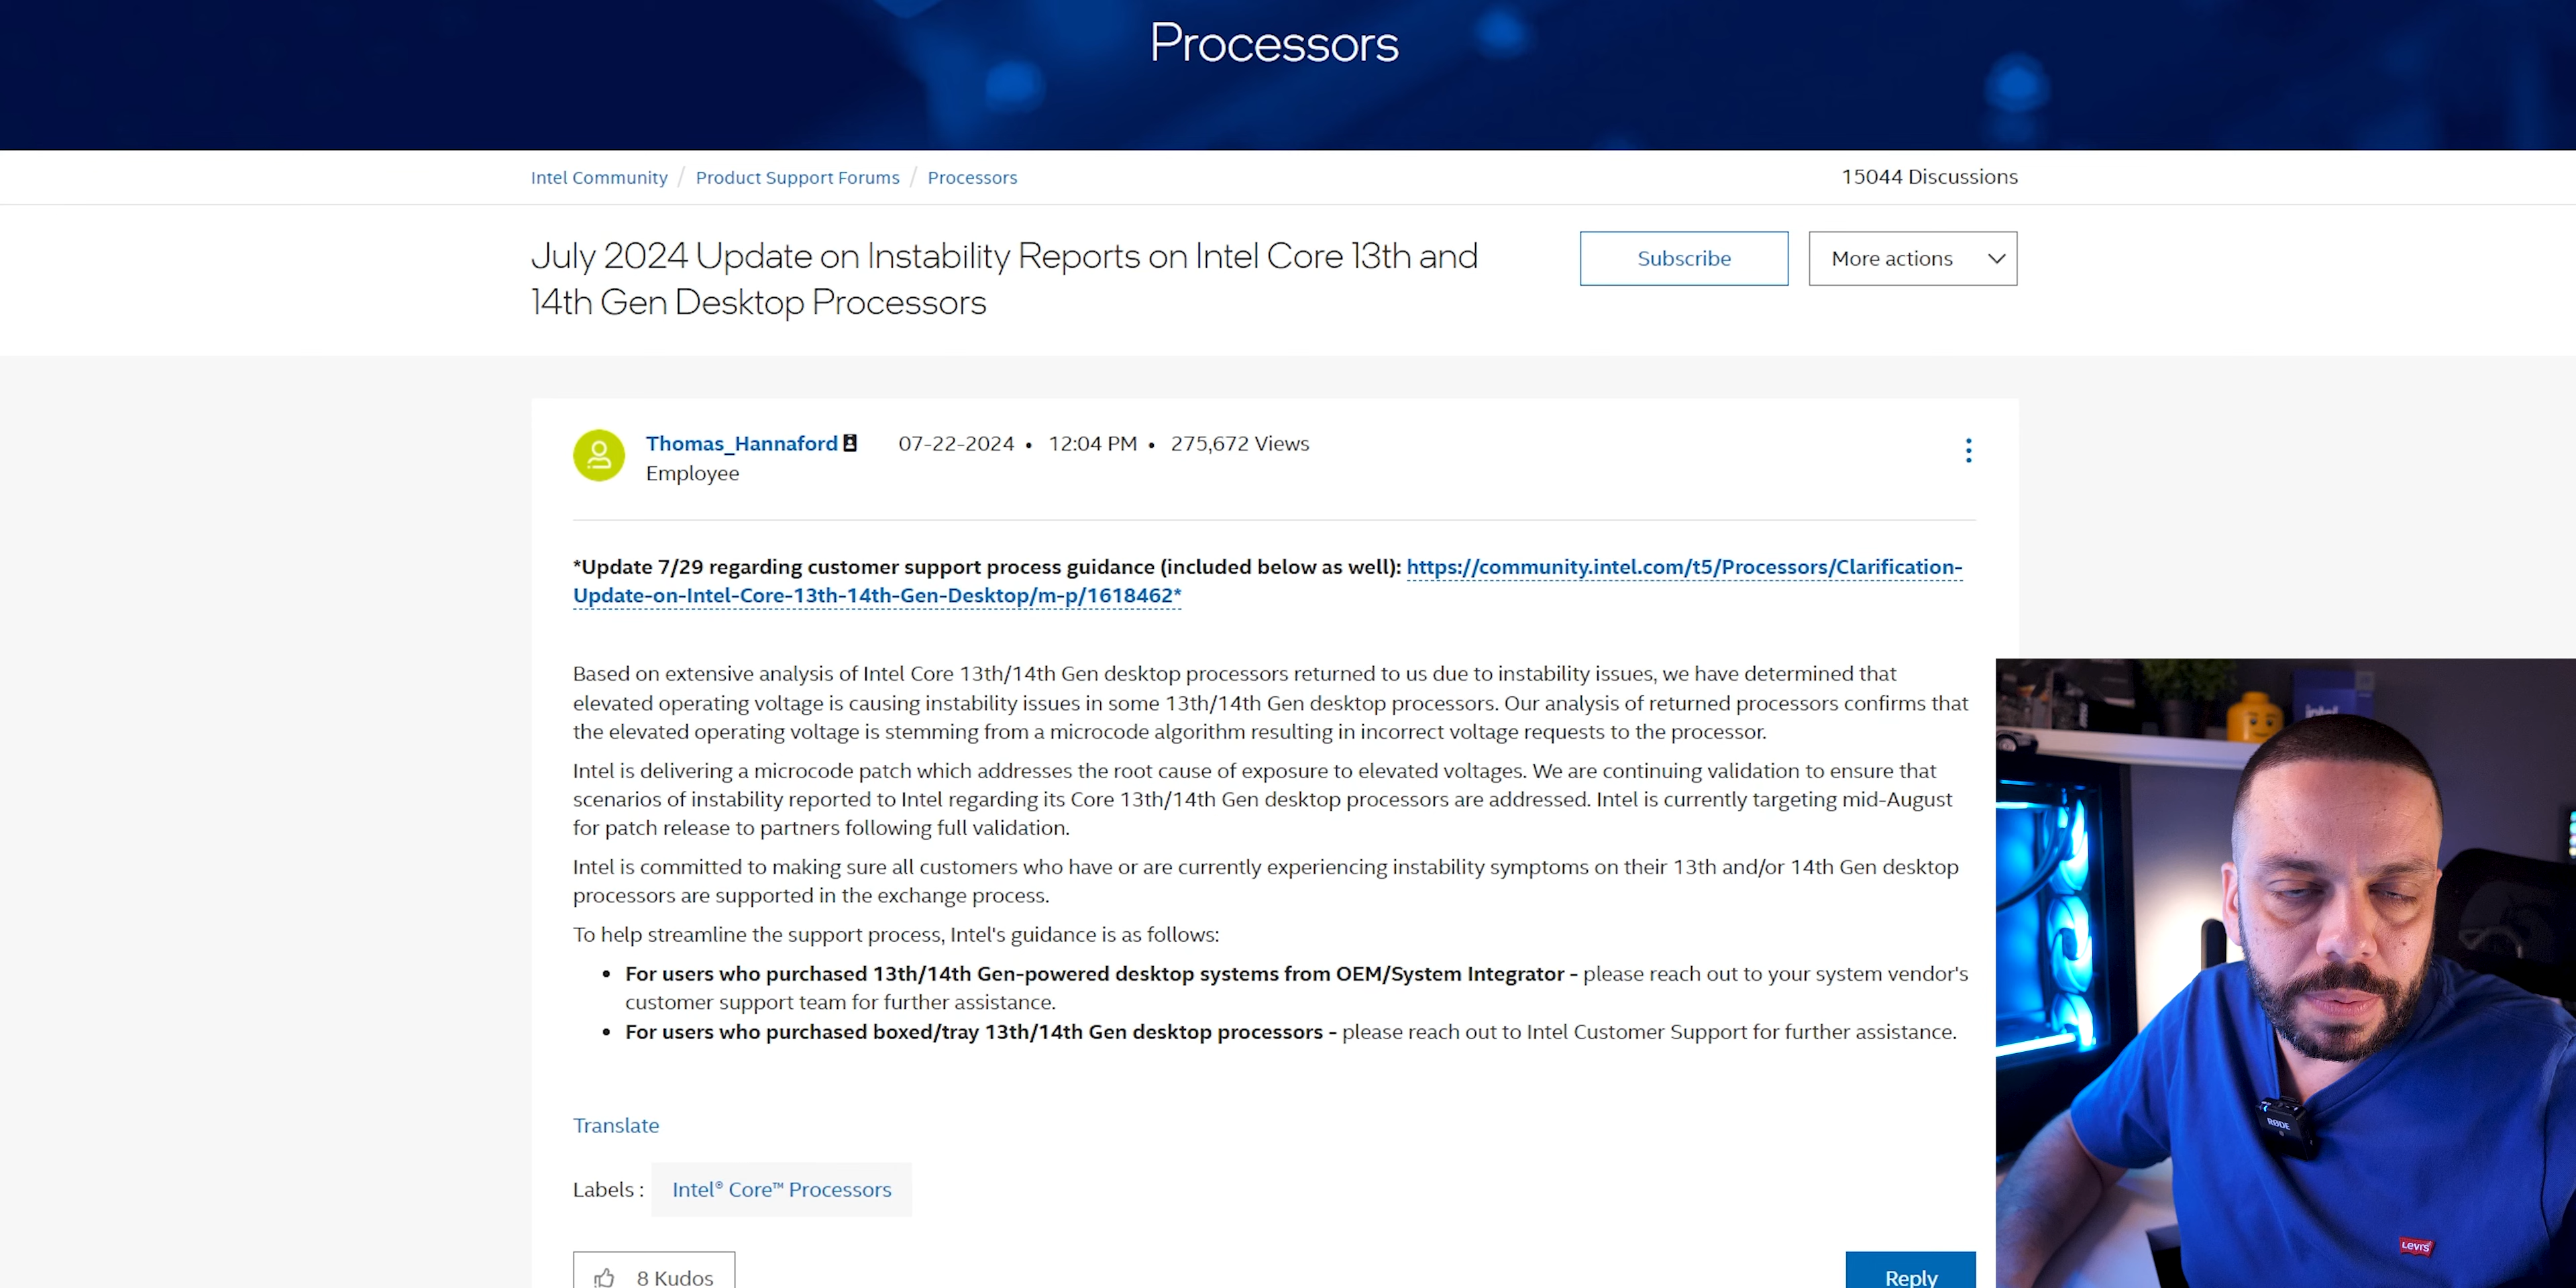 Processors
Intel Community / Product Support Forums / Processors
15044 Discussions
July 2024 Update on Instability Reports on Intel Core 13th and
14th Gen Desktop Processors
Subscribe
More actions
Thomas_Hannaford 07-22-2024 • 12:04 PM • 275,672 Views
Employee
*Update 7/29 regarding customer support process guidance (included below as well): https://community.intel.com/t5/Processors/Clarification-
Update-on-Intel-Core-13th-14th-Gen-Desktop/m-p/1618462*
Based on extensive analysis of Intel Core 13th/14th Gen desktop processors returned to us due to instability issues, we have determined that
elevated operating voltage is causing instability issues in some 13th/14th Gen desktop processors. Our analysis of returned processors confirms that
the elevated operating voltage is stemming from a microcode algorithm resulting in incorrect voltage requests to the processor.
Intel is delivering a microcode patch which addresses the root cause of exposure to elevated voltages. We are continuing validation to ensure that
scenarios of instability reported to Intel regarding its Core 13th/14th Gen desktop processors are addressed. Intel is currently targeting mid-August
for patch release to partners following full validation.
Intel is committed to making sure all customers who have or are currently experiencing instability symptoms on their 13th and/or 14th Gen desktop
processors are supported in the exchange process.
To help streamline the support process, Intel's guidance is as follows:
• For users who purchased 13th/14th Gen-powered desktop systems from OEM/System Integrator - please reach out to your system vendor's
customer support team for further assistance.
• For users who purchased boxed/tray 13th/14th Gen desktop processors - please reach out to Intel Customer Support for further assistance.
Translate
Labels : Intel® Core™ Processors
8 Kudos
Reply
intel
RØDE
Levi's